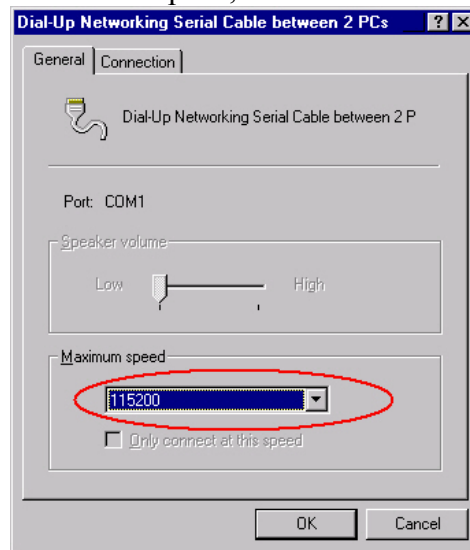 Dial-Up Networking Serial Cable between 2 PCs
General
Connection
Dial-Up Networking Serial Cable between 2 P
Port: COM1
Speaker volume
Low High
Maximum speed
115200
Only connect at this speed
OK Cancel